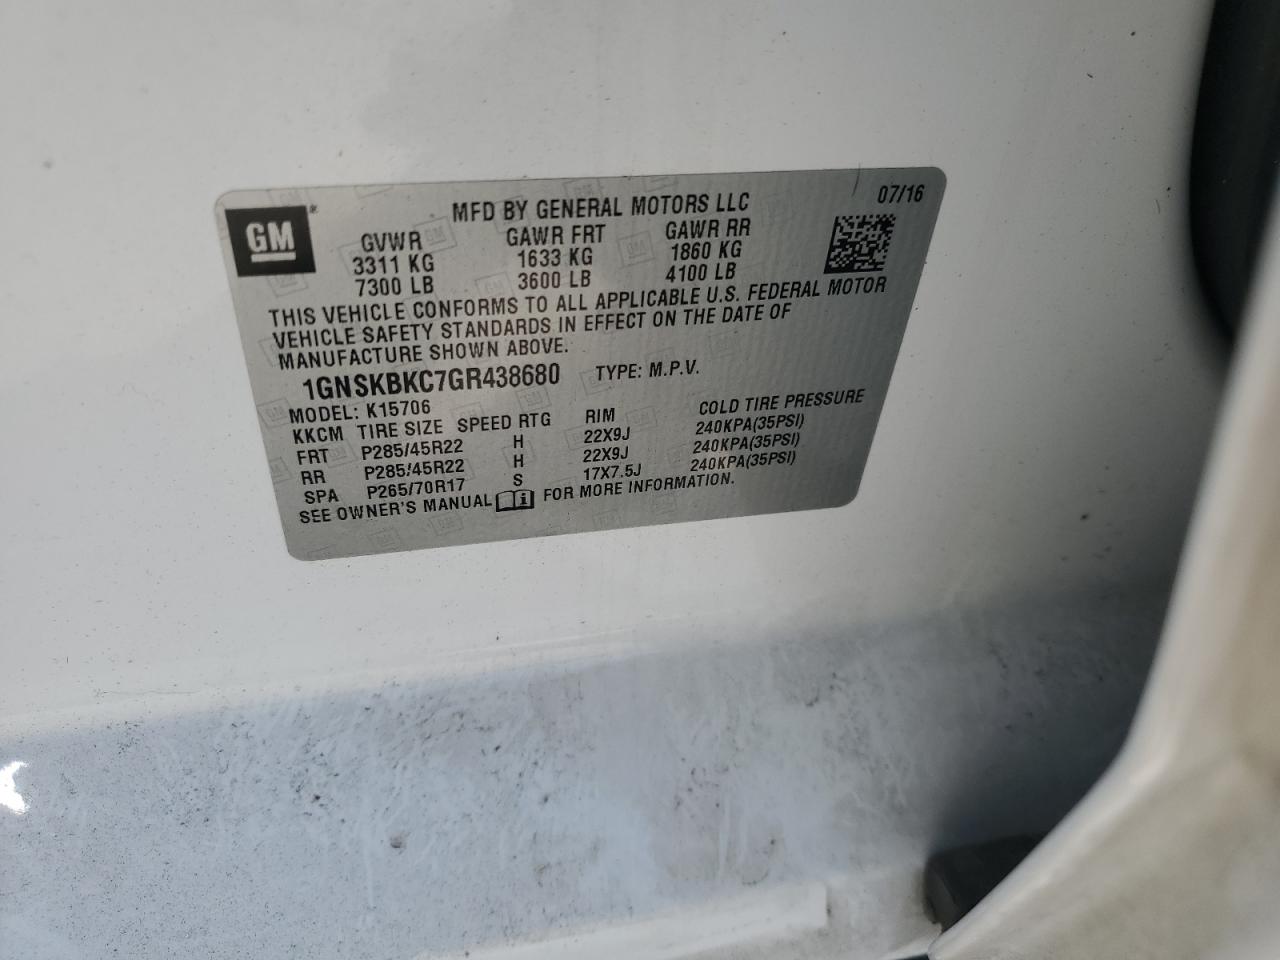 GM
MFD BY GENERAL MOTORS LLC 07/16
GVWR GAWR FRT GAWR RR
3311 KG 1633 KG 1860 KG
7300 LB 3600 LB 4100 LB
THIS VEHICLE CONFORMS TO ALL APPLICABLE U.S. FEDERAL MOTOR
VEHICLE SAFETY STANDARDS IN EFFECT ON THE DATE OF
MANUFACTURE SHOWN ABOVE.
1GNSKBKC7GR438680 TYPE: M.P.V.
MODEL: K15706
KKCM TIRE SIZE SPEED RTG RIM COLD TIRE PRESSURE
FRT P285/45R22 H 22X9J 240KPA(35PSI)
RR P285/45R22 H 22X9J 240KPA(35PSI)
SPA P265/70R17 S 17X7.5J 240KPA(35PSI)
SEE OWNER'S MANUAL FOR MORE INFORMATION.